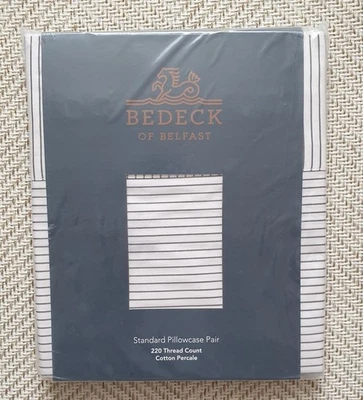 BEDECK
OF BELFAST
Standard Pillowcase Pair
220 Thread Count
Cotton Percale